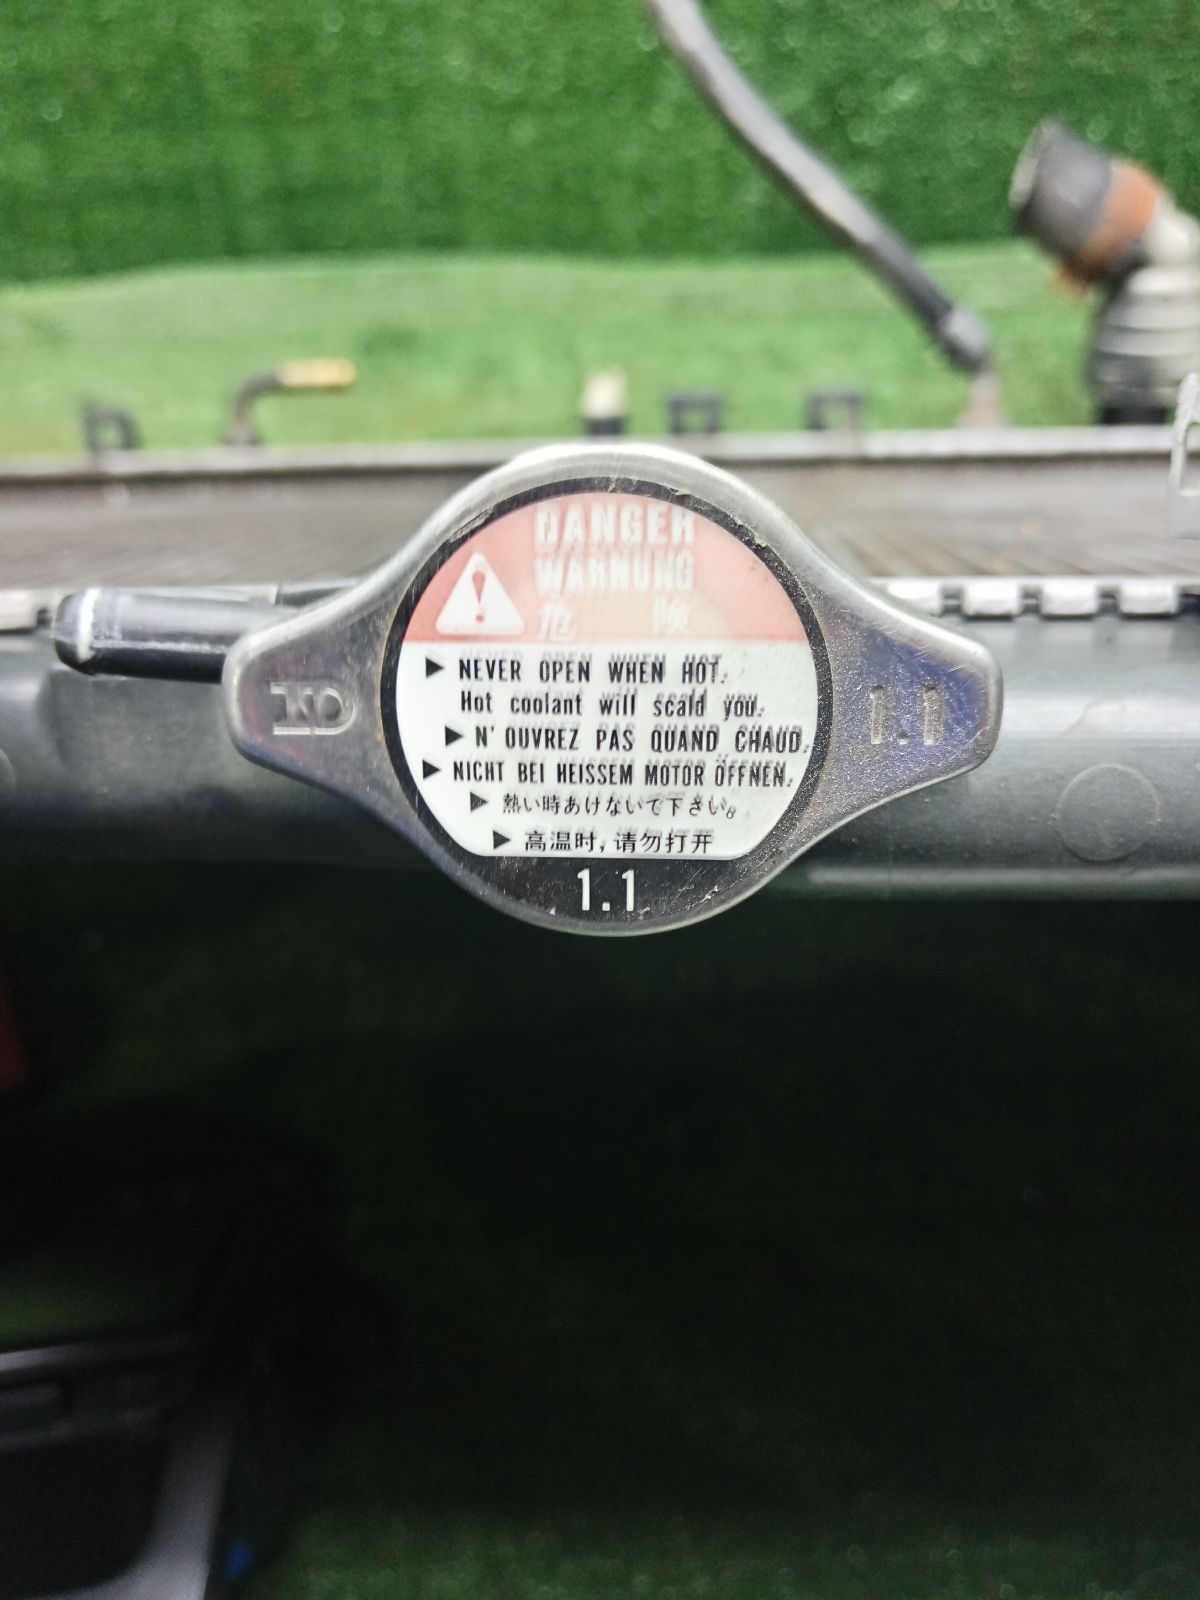 DANGER
WARNUNG
危 険
▶ NEVER OPEN WHEN HOT.
Hot coolant will scald you.
▶ N' OUVREZ PAS QUAND CHAUD.
▶ NICHT BEI HEISSEM MOTOR ÖFFNEN.
▶ 熱い時あけないで下さい。
▶ 高温时，请勿打开
1.1
1.1